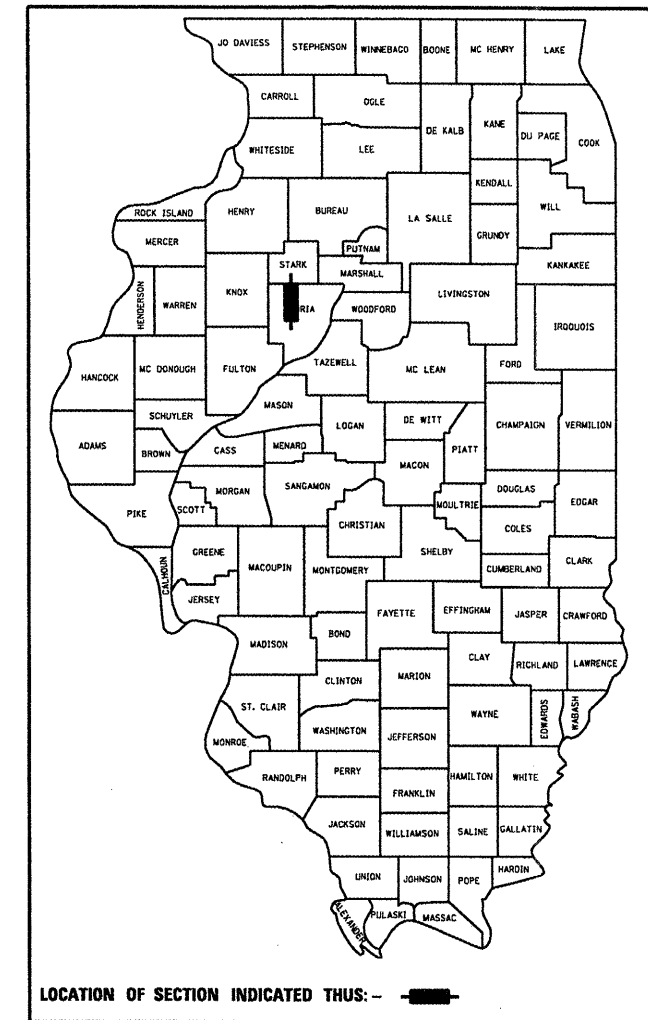 JO DAVIESS STEPHENSON WINNEBAGO BOONE MC HENRY LAKE
CARROLL OGLE DE KALB KANE DU PAGE COOK
WHITESIDE LEE KENDALL WILL
ROCK ISLAND HENRY BUREAU LA SALLE GRUNDY
MERCER PUTNAM KANKAKEE
STARK MARSHALL
HENDERSON WARREN KNOX RIA WOODFORD LIVINGSTON IROQUOIS
HANCOCK MC DONOUGH FULTON TAZEWELL MC LEAN FORD
SCHUYLER MASON LOGAN DE WITT CHAMPAIGN VERMILION
ADAMS BROWN CASS MENARD MACON PIATT
PIKE SCOTT MORGAN SANGAMON CHRISTIAN MOULTRIE DOUGLAS EDGAR
COLES
CALHOUN GREENE MACOUPIN MONTGOMERY SHELBY CUMBERLAND CLARK
JERSEY FAYETTE EFFINGHAM JASPER CRAWFORD
MADISON BOND CLAY RICHLAND LAWRENCE
CLINTON MARION
ST. CLAIR WAYNE EDWARDS WABASH
MONROE WASHINGTON JEFFERSON
RANDOLPH PERRY HAMILTON WHITE
FRANKLIN
JACKSON WILLIAMSON SALINE GALLATIN
UNION JOHNSON POPE HARDIN
ALEXANDER PULASKI MASSAC
LOCATION OF SECTION INDICATED THUS: -